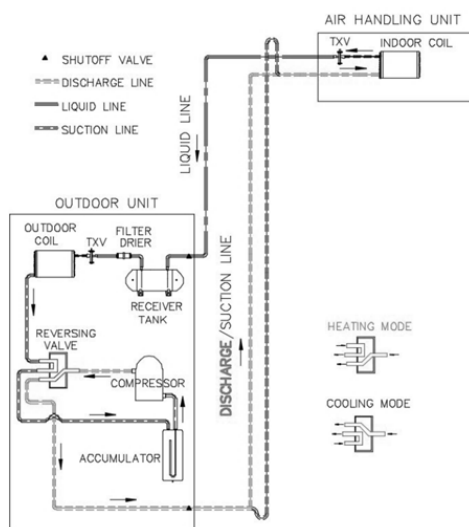 AIR HANDLING UNIT
TXV
INDOOR COIL
SHUTOFF VALVE
DISCHARGE LINE
LIQUID LINE
SUCTION LINE
LIQUID LINE
OUTDOOR UNIT
OUTDOOR
COIL
TXV
FILTER
DRIER
RECEIVER
TANK
REVERSING
VALVE
COMPRESSOR
ACCUMULATOR
DISCHARGE/SUCTION LINE
HEATING MODE
COOLING MODE